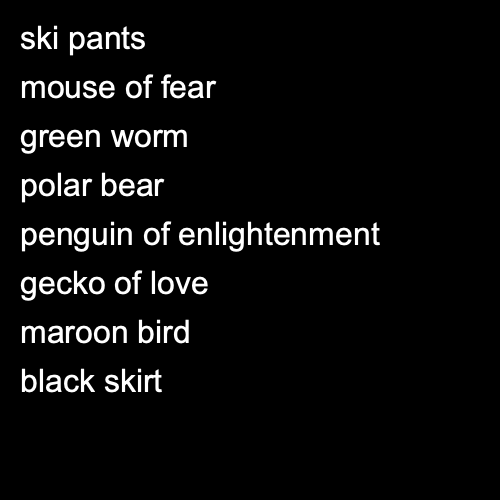 ski pants
mouse of fear
green worm
polar bear
penguin of enlightenment
gecko of love
maroon bird
black skirt